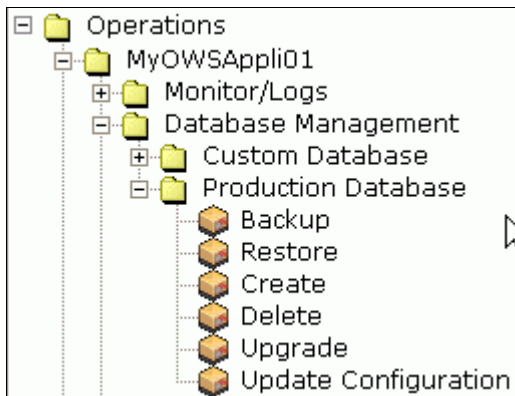 Operations
MyOWSAppli01
Monitor/Logs
Database Management
Custom Database
Production Database
Backup
Restore
Create
Delete
Upgrade
Update Configuration